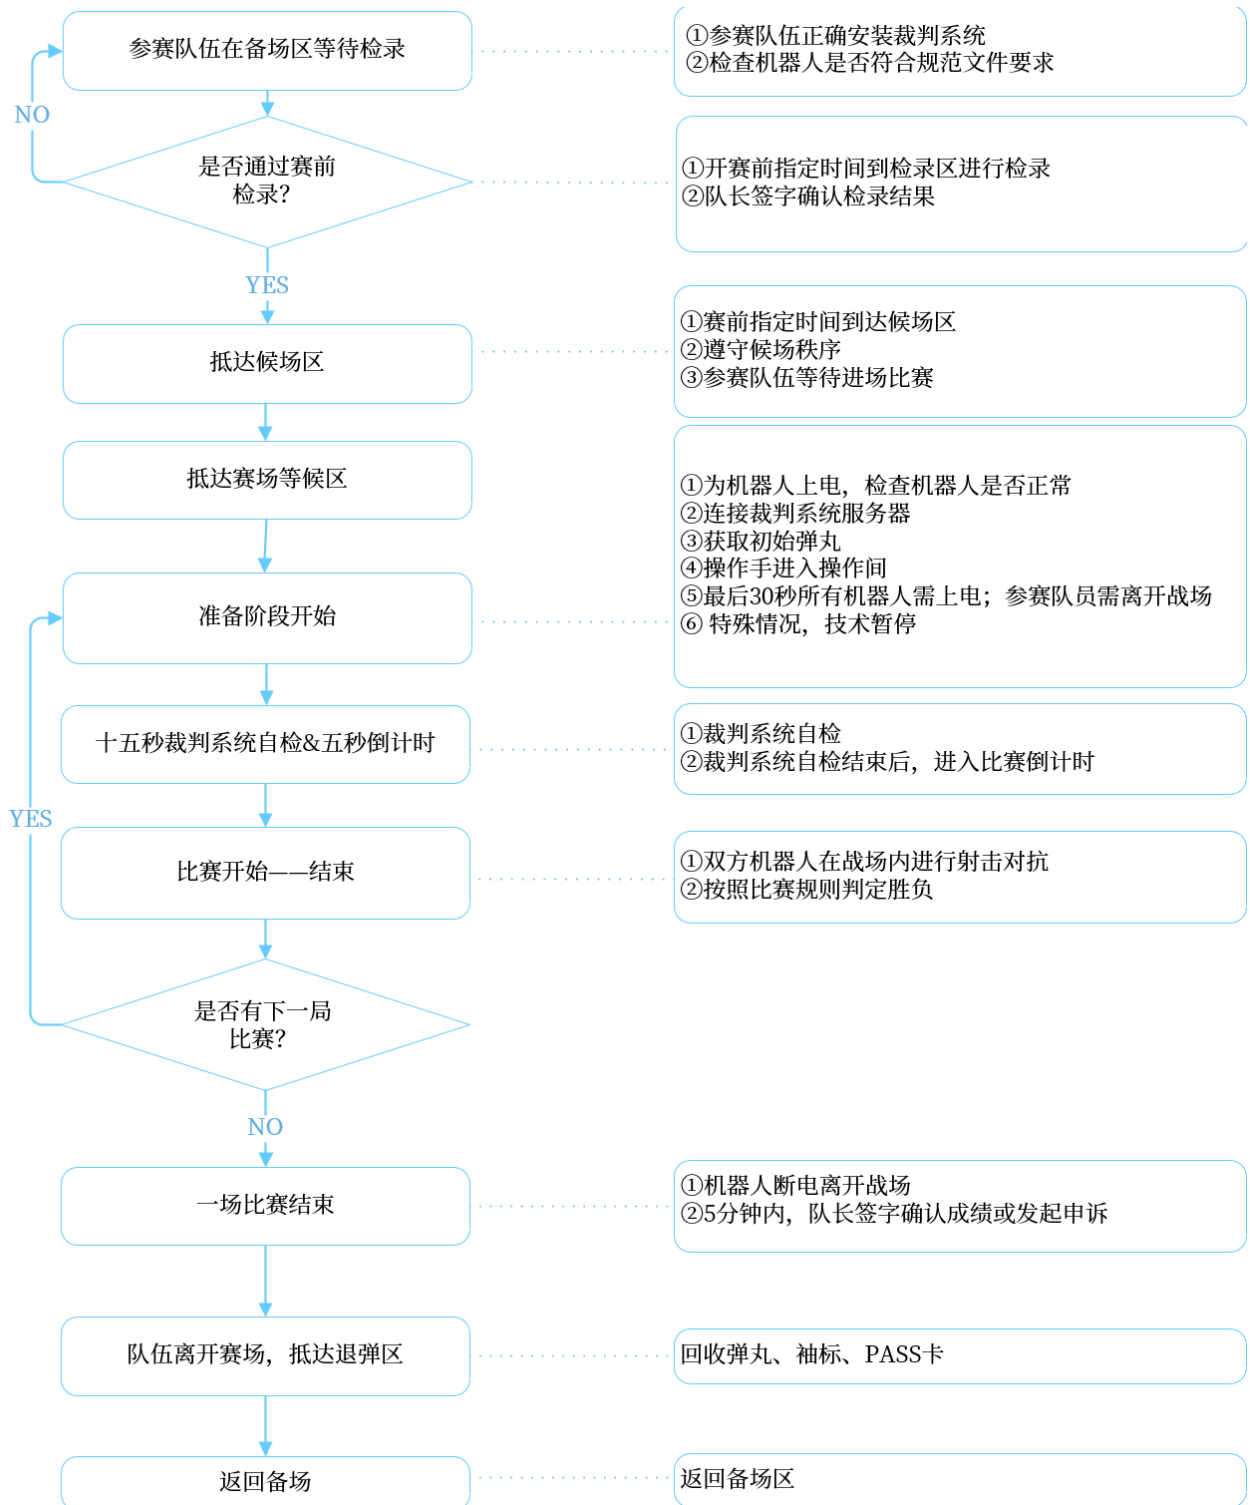 参赛队伍在备场区等待检录
①参赛队伍正确安装裁判系统
②检查机器人是否符合规范文件要求
NO
是否通过赛前
检录？
①开赛前指定时间到检录区进行检录
②队长签字确认检录结果
YES
抵达候场区
①赛前指定时间到达候场区
②遵守候场秩序
③参赛队伍等待进场比赛
抵达赛场等候区
准备阶段开始
①为机器人上电，检查机器人是否正常
②连接裁判系统服务器
③获取初始弹丸
④操作手进入操作间
⑤最后30秒所有机器人需上电；参赛队员需离开战场
⑥ 特殊情况，技术暂停
十五秒裁判系统自检&五秒倒计时
①裁判系统自检
②裁判系统自检结束后，进入比赛倒计时
YES
比赛开始——结束
①双方机器人在战场内进行射击对抗
②按照比赛规则判定胜负
是否有下一局
比赛？
NO
一场比赛结束
①机器人断电离开战场
②5分钟内，队长签字确认成绩或发起申诉
队伍离开赛场，抵达退弹区
回收弹丸、袖标、PASS卡
返回备场
返回备场区